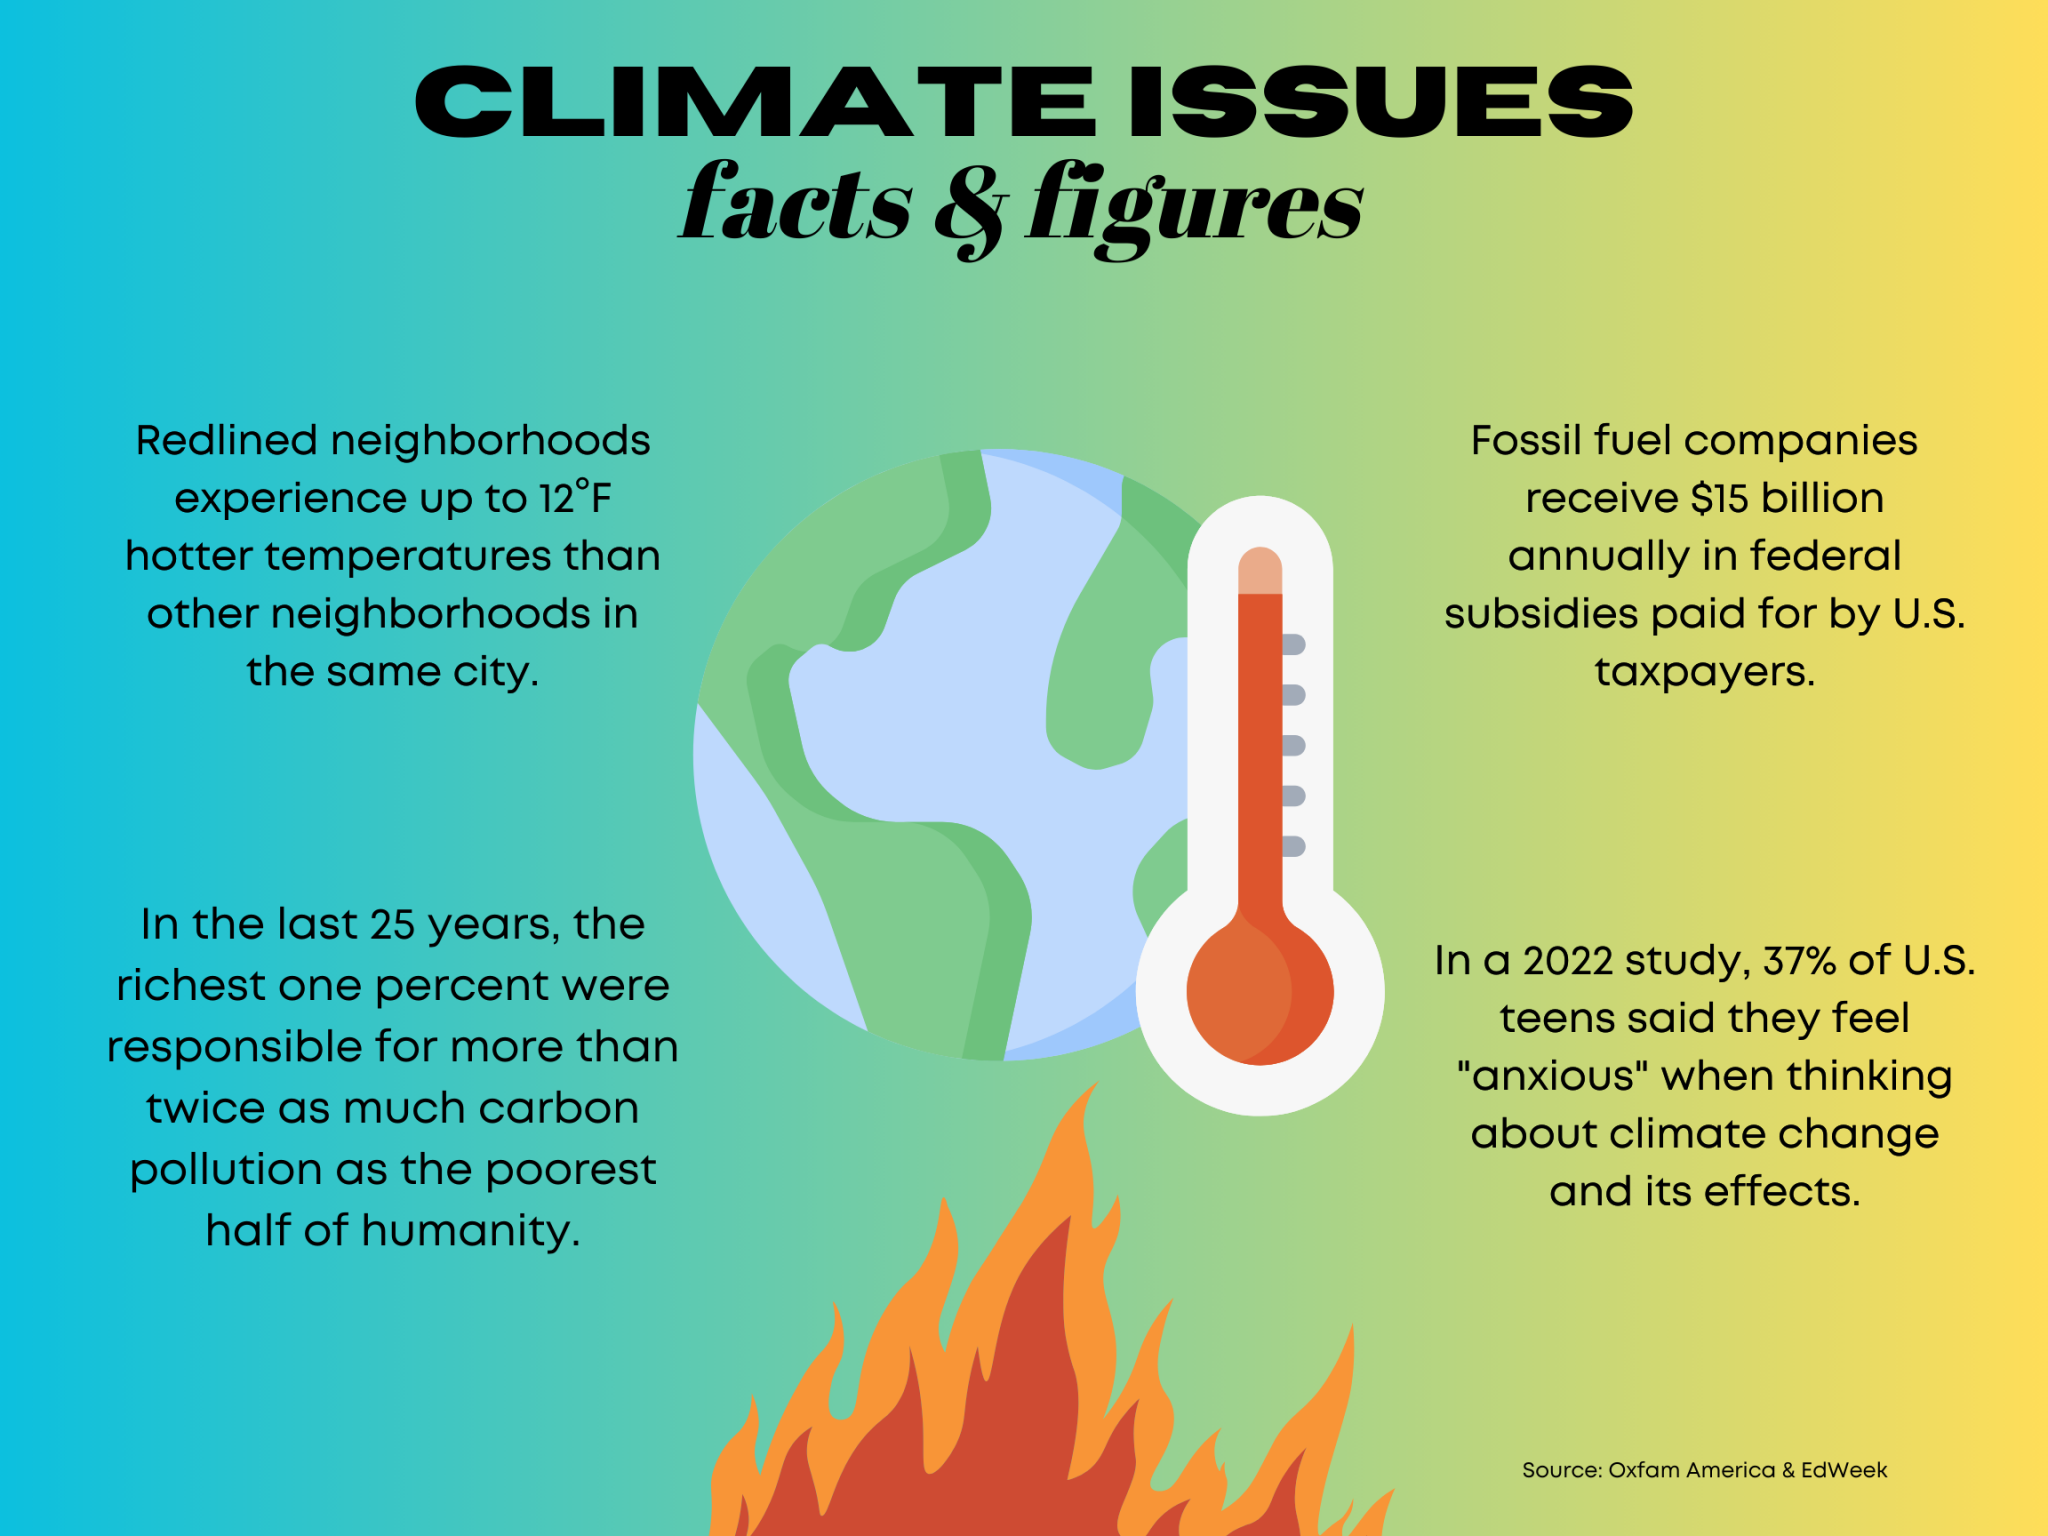 CLIMATE ISSUES
facts & figures
Redlined neighborhoods
experience up to 12°F
hotter temperatures than
other neighborhoods in
the same city.
Fossil fuel companies
receive $15 billion
annually in federal
subsidies paid for by U.S.
taxpayers.
In the last 25 years, the
richest one percent were
responsible for more than
twice as much carbon
pollution as the poorest
half of humanity.
In a 2022 study, 37% of U.S.
teens said they feel
"anxious" when thinking
about climate change
and its effects.
Source: Oxfam America & EdWeek